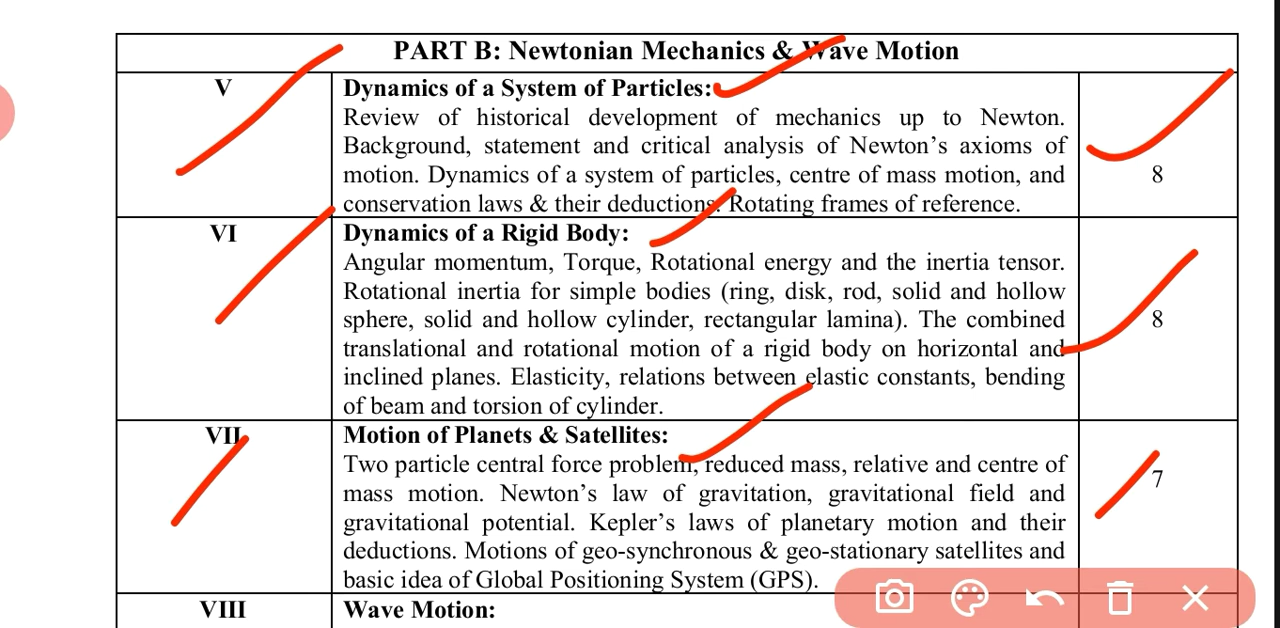 PART B: Newtonian Mechanics & Wave Motion
V
Dynamics of a System of Particles:
Review of historical development of mechanics up to Newton.
Background, statement and critical analysis of Newton's axioms of
motion. Dynamics of a system of particles, centre of mass motion, and
8
conservation laws & their deductions. Rotating frames of reference.
VI
Dynamics of a Rigid Body:
Angular momentum, Torque, Rotational energy and the inertia tensor.
Rotational inertia for simple bodies (ring, disk, rod, solid and hollow
sphere, solid and hollow cylinder, rectangular lamina). The combined
8
translational and rotational motion of a rigid body on horizontal and
inclined planes. Elasticity, relations between elastic constants, bending
of beam and torsion of cylinder.
VII
Motion of Planets & Satellites:
Two particle central force problem, reduced mass, relative and centre of
7
mass motion. Newton's law of gravitation, gravitational field and
gravitational potential. Kepler's laws of planetary motion and their
deductions. Motions of geo-synchronous & geo-stationary satellites and
basic idea of Global Positioning System (GPS).
VIII
Wave Motion: